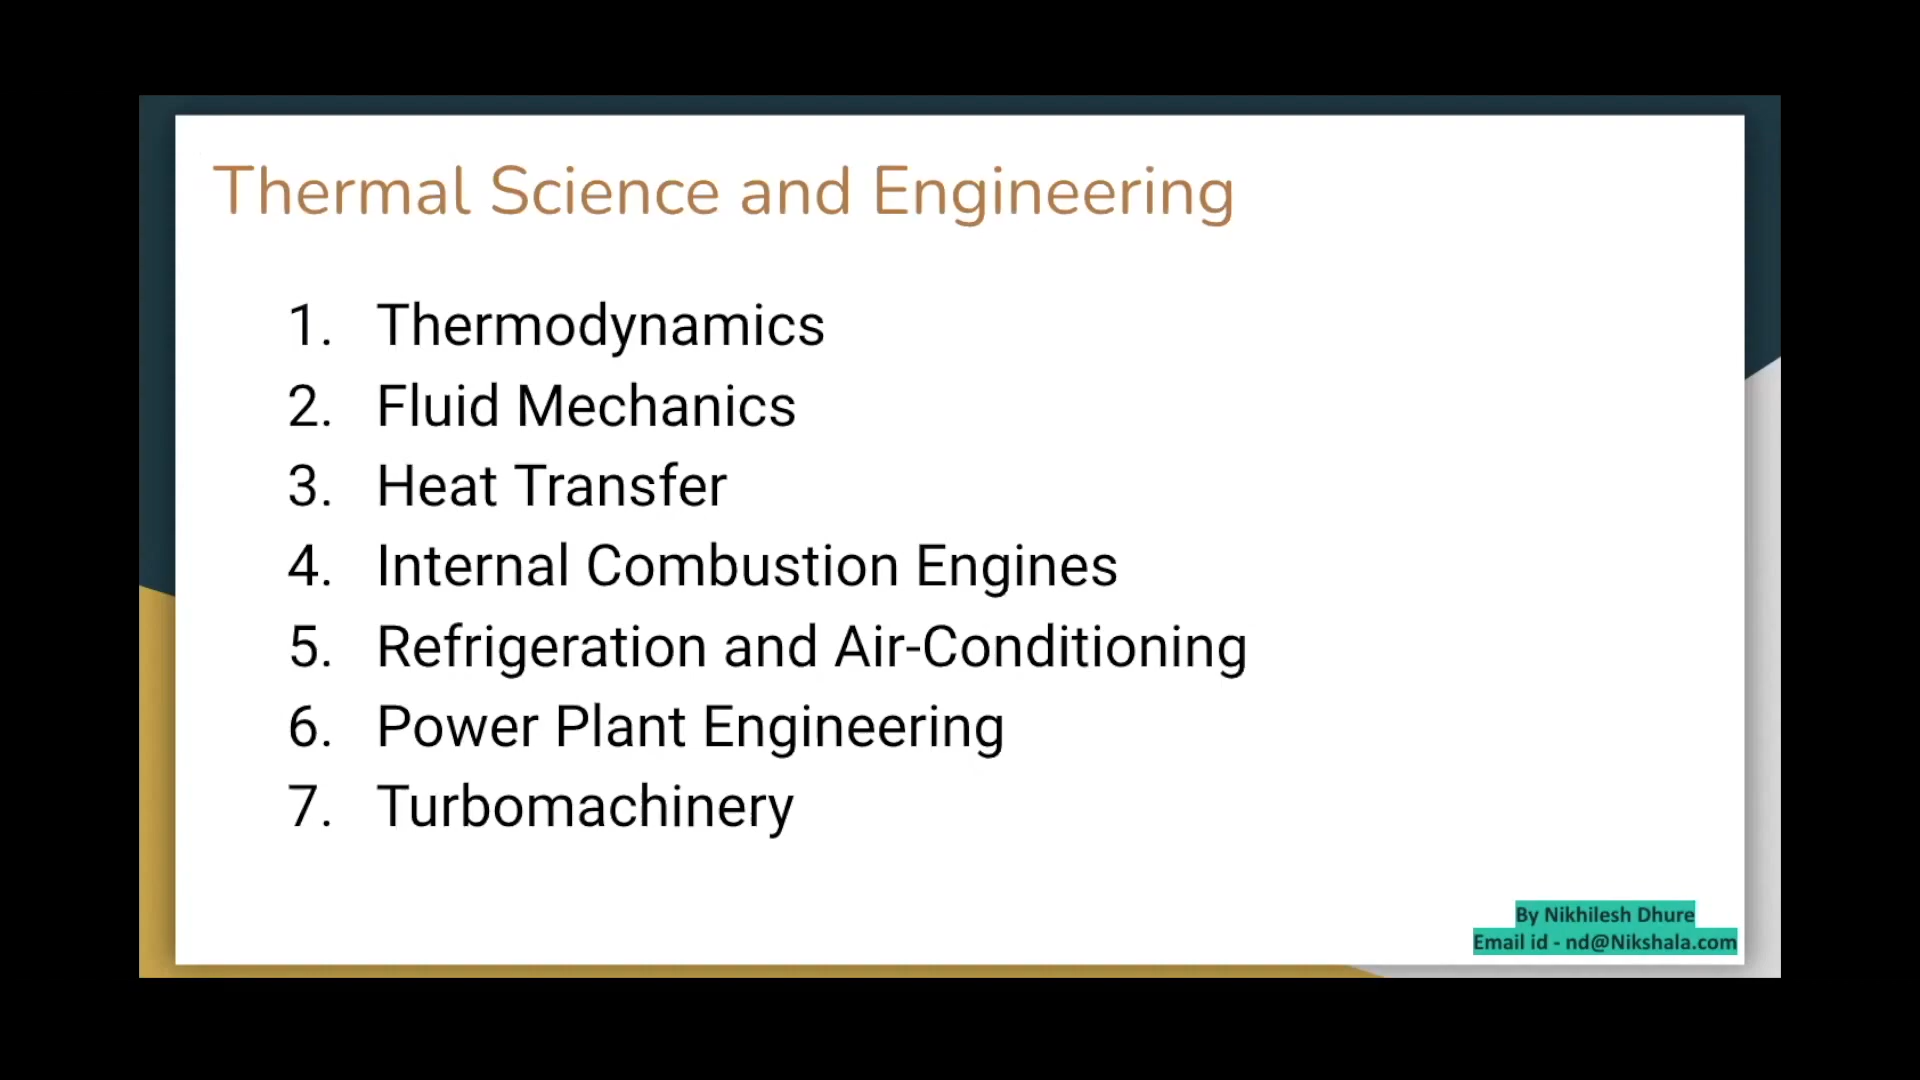 Thermal Science and Engineering
1. Thermodynamics
2. Fluid Mechanics
3. Heat Transfer
4. Internal Combustion Engines
5. Refrigeration and Air-Conditioning
6. Power Plant Engineering
7. Turbomachinery
By Nikhilesh Dhure
Email id - nd@Nikshala.com